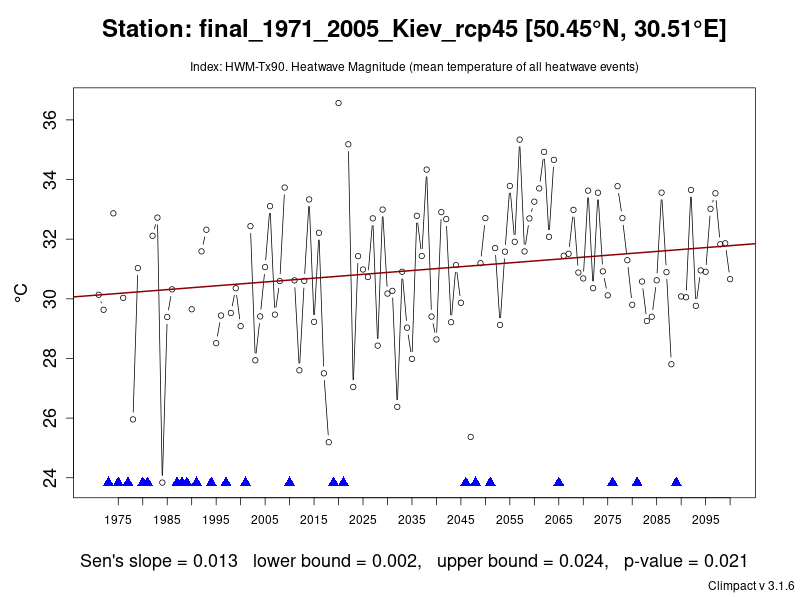 Station: final_1971_2005_Kiev_rcp45 [50.45°N, 30.51°E]
Index: HWM-Tx90. Heatwave Magnitude (mean temperature of all heatwave events)
°C
36
34
32
30
28
26
24
1975 1985 1995 2005 2015 2025 2035 2045 2055 2065 2075 2085 2095
Sen's slope = 0.013 lower bound = 0.002, upper bound = 0.024, p-value = 0.021
Climpact v 3.1.6